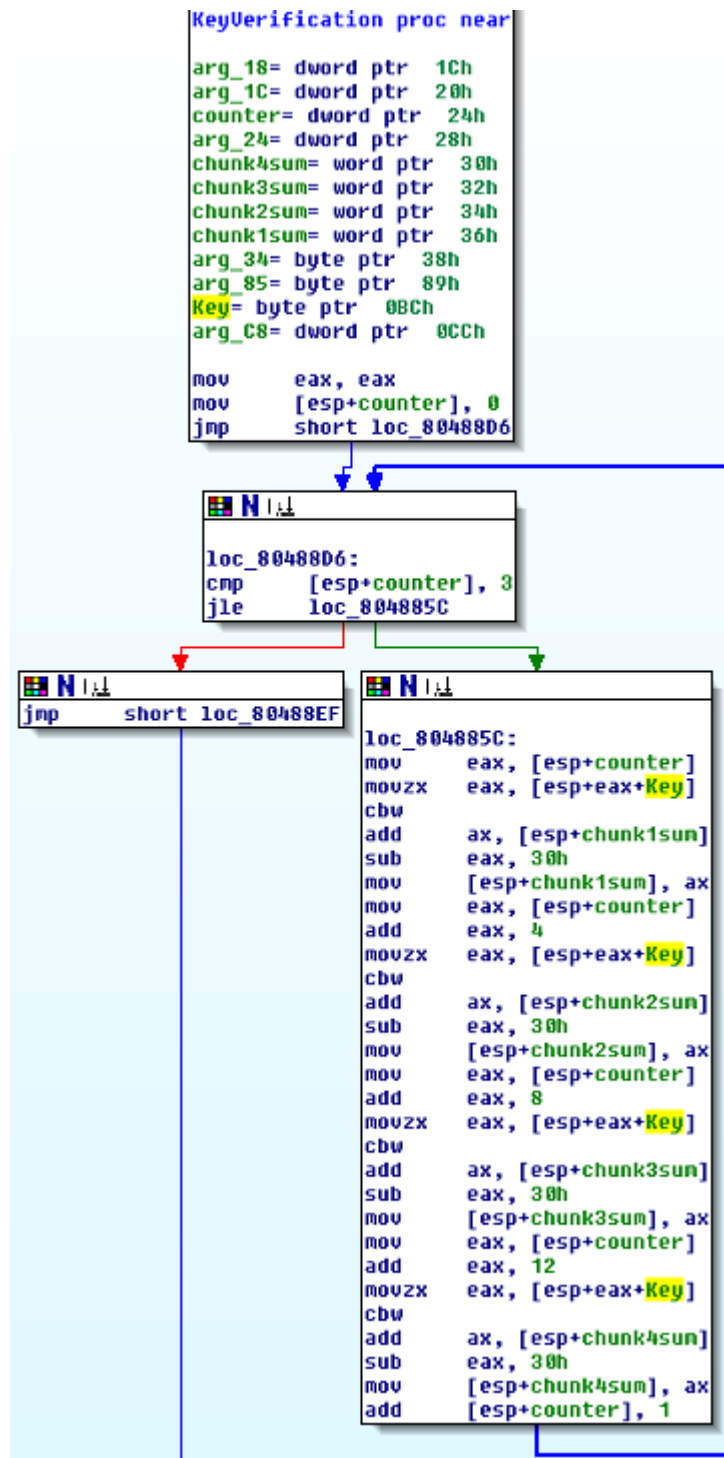 KeyVerification proc near
arg_18= dword ptr  1Ch
arg_1C= dword ptr  20h
counter= dword ptr  24h
arg_24= dword ptr  28h
chunk4sum= word ptr  30h
chunk3sum= word ptr  32h
chunk2sum= word ptr  34h
chunk1sum= word ptr  36h
arg_34= byte ptr  38h
arg_85= byte ptr  89h
Key= byte ptr  0BCh
arg_C8= dword ptr  0CCh
mov     eax, eax
mov     [esp+counter], 0
jmp     short loc_80488D6
loc_80488D6:
cmp     [esp+counter], 3
jle     loc_804885C
jmp     short loc_80488EF
loc_804885C:
mov     eax, [esp+counter]
movzx   eax, [esp+eax+Key]
cbw
add     ax, [esp+chunk1sum]
sub     eax, 30h
mov     [esp+chunk1sum], ax
mov     eax, [esp+counter]
add     eax, 4
movzx   eax, [esp+eax+Key]
cbw
add     ax, [esp+chunk2sum]
sub     eax, 30h
mov     [esp+chunk2sum], ax
mov     eax, [esp+counter]
add     eax, 8
movzx   eax, [esp+eax+Key]
cbw
add     ax, [esp+chunk3sum]
sub     eax, 30h
mov     [esp+chunk3sum], ax
mov     eax, [esp+counter]
add     eax, 12
movzx   eax, [esp+eax+Key]
cbw
add     ax, [esp+chunk4sum]
sub     eax, 30h
mov     [esp+chunk4sum], ax
add     [esp+counter], 1